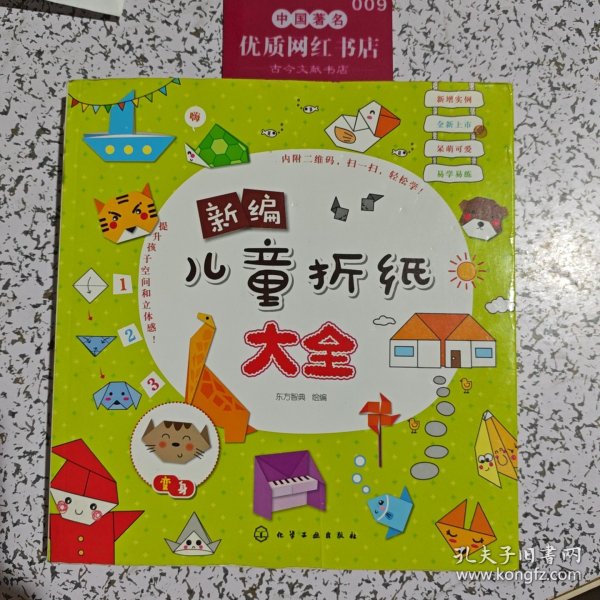 009
中国著名
优质网红书店
古今文献书店
新增实例
全新上市
呆萌可爱
易学易练
嗨
内附二维码，扫一扫，轻松学！
提升孩子空间和立体感！
新编
儿童折纸
大全
东方智典 绘编
1
2
3
变身
化学工业出版社
孔夫子旧书网
www.kongfz.com